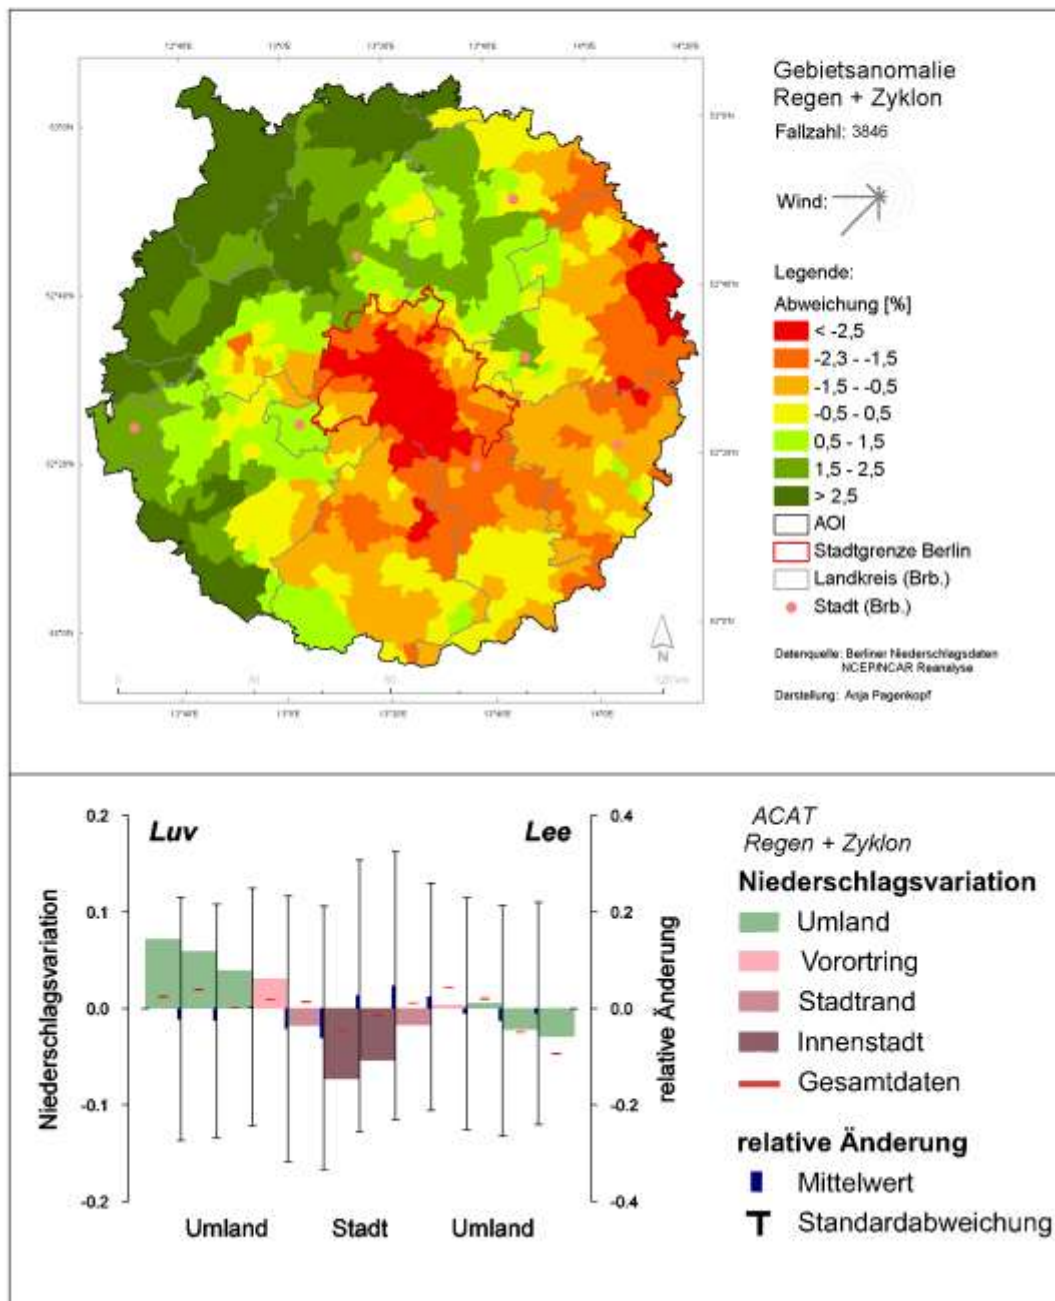 Gebietsanomalie
Regen + Zyklon
Fallzahl: 3846
Wind:
Legende:
Abweichung [%]
< -2,5
-2,3 - -1,5
-1,5 - -0,5
-0,5 - 0,5
0,5 - 1,5
1,5 - 2,5
> 2,5
AOI
Stadtgrenze Berlin
Landkreis (Brb.)
Stadt (Brb.)
N
Datenquelle: Berliner Niederschlagsdaten
NCEP/NCAR Reanalyse
Darstellung: Anja Pagenkopf
Luv
Lee
0.2
0.1
0.0
-0.1
-0.2
Niederschlagsvariation
0.4
0.2
0.0
-0.2
-0.4
relative Änderung
Umland
Stadt
Umland
ACAT
Regen + Zyklon
Niederschlagsvariation
Umland
Vorortring
Stadtrand
Innenstadt
Gesamtdaten
relative Änderung
Mittelwert
Standardabweichung